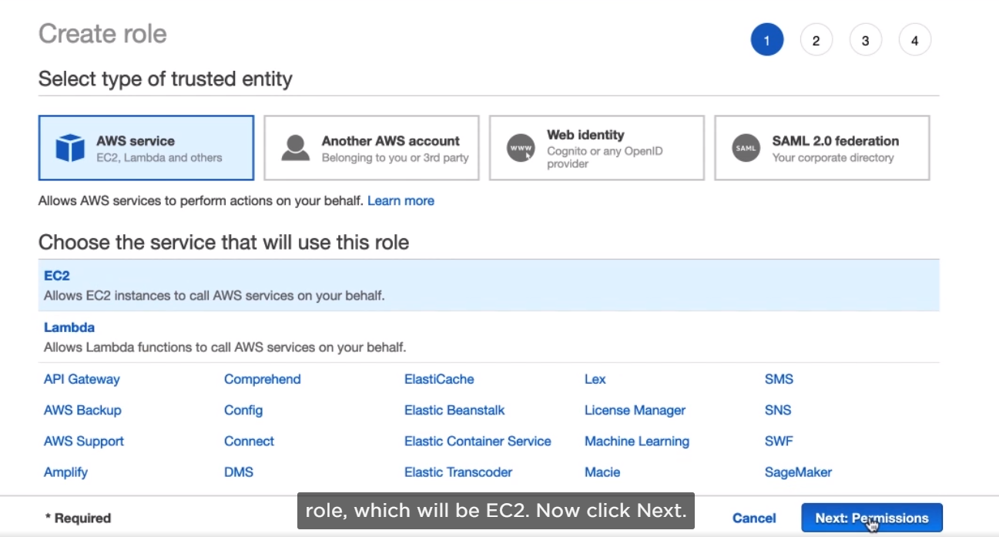 Create role
1 2 3 4
Select type of trusted entity
AWS service
EC2, Lambda and others
Another AWS account
Belonging to you or 3rd party
www
Web identity
Cognito or any OpenID
provider
SAML
SAML 2.0 federation
Your corporate directory
Allows AWS services to perform actions on your behalf. Learn more
Choose the service that will use this role
EC2
Allows EC2 instances to call AWS services on your behalf.
Lambda
Allows Lambda functions to call AWS services on your behalf.
API Gateway Comprehend ElastiCache Lex SMS
AWS Backup Config Elastic Beanstalk License Manager SNS
AWS Support Connect Elastic Container Service Machine Learning SWF
Amplify DMS Elastic Transcoder Macie SageMaker
* Required
role, which will be EC2. Now click Next.
Cancel Next: Permissions